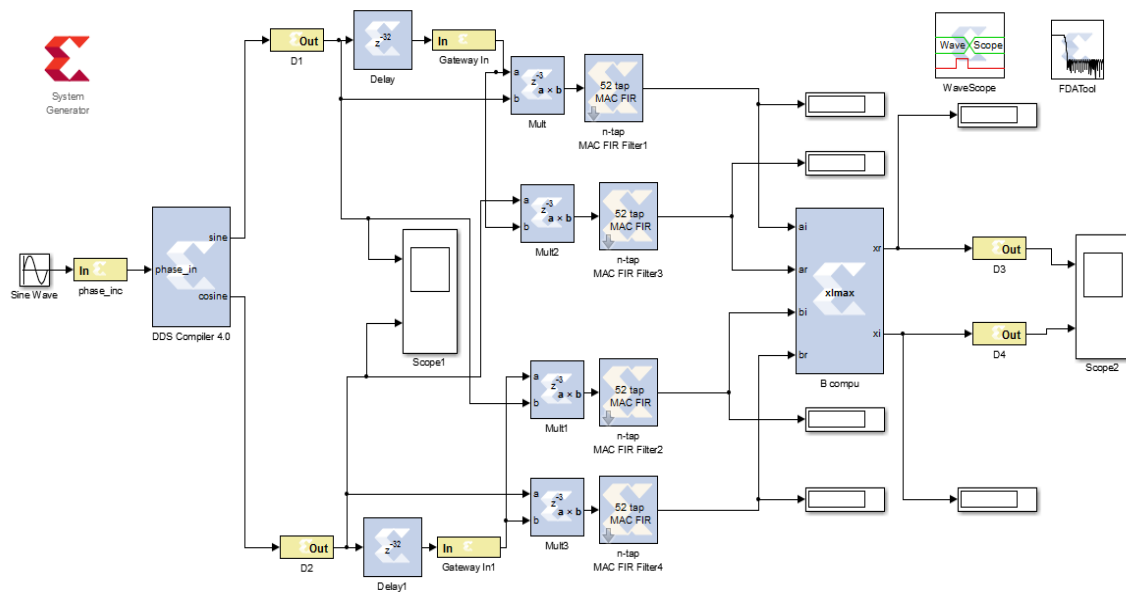 System
Generator
Sine Wave
In
phase_inc
phase_in
sine
cosine
DDS Compiler 4.0
Out
D1
z-32
Delay
In
Gateway In
a
b
z-3
a × b
Mult
52 tap
MAC FIR
n-tap
MAC FIR Filter1
a
b
z-3
a × b
Mult2
52 tap
MAC FIR
n-tap
MAC FIR Filter3
Scope1
a
b
z-3
a × b
Mult1
52 tap
MAC FIR
n-tap
MAC FIR Filter2
a
b
z-3
a × b
Mult3
52 tap
MAC FIR
n-tap
MAC FIR Filter4
Out
D2
z-32
Delay1
In
Gateway In1
ai
ar
bi
br
xlmax
xr
xi
B compu
Wave Scope
WaveScope
FDATool
Out
D3
Out
D4
Scope2